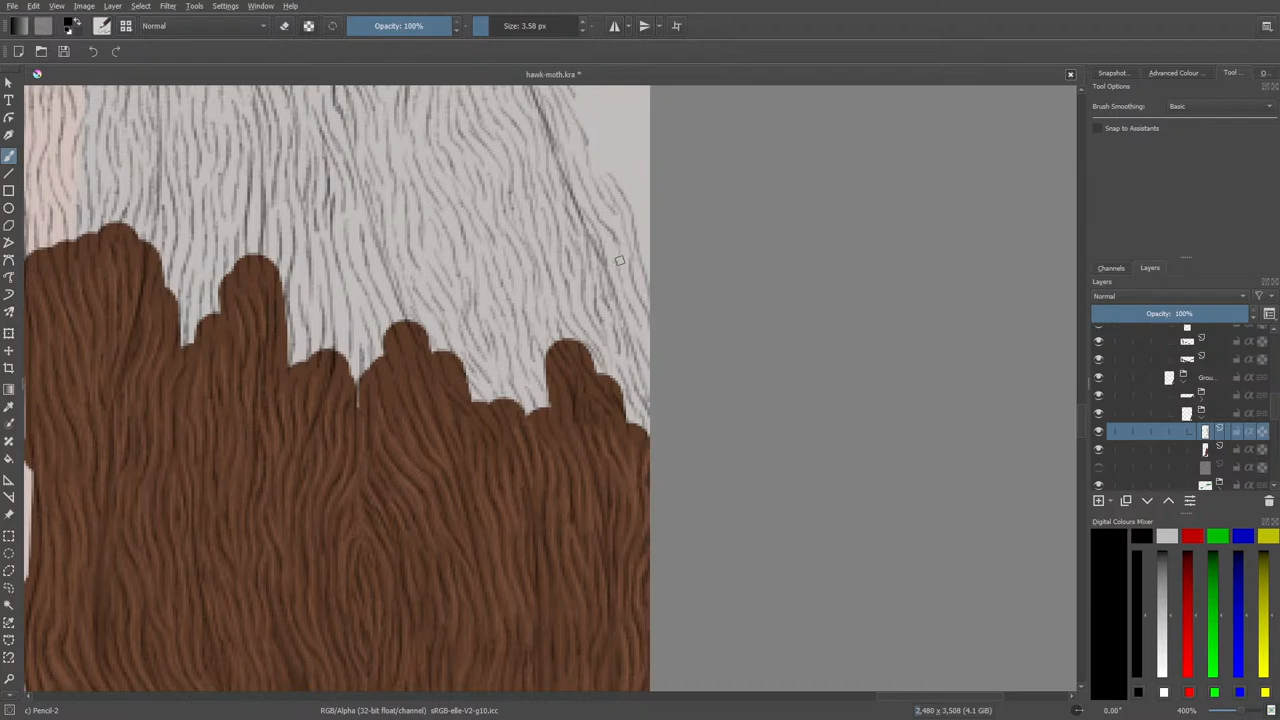 File Edit View Image Layer Select Filter Tools Settings Window Help
Normal Opacity: 100% Size: 3.58 px
hawk-moth.kra *
Snapshot... Advanced Colour ... Tool ... O...
Tool Options
Brush Smoothing: Basic
Snap to Assistants
Channels Layers
Layers
Normal
Opacity: 100%
Grou...
Digital Colours Mixer
c) Pencil-2 RGB/Alpha (32-bit float/channel) sRGB-elle-V2-g10.icc 2,480 x 3,508 (4.1 GiB) 0.00° 400%